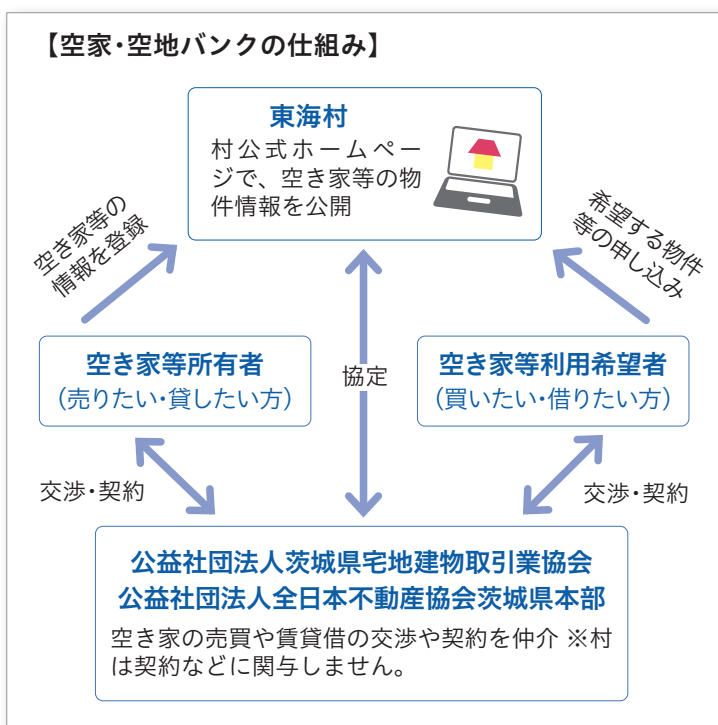 【空家・空地バンクの仕組み】
東海村
村公式ホームペー
ジで、空き家等の物
件情報を公開
空き家等の
情報を登録
希望する物件
等の申し込み
空き家等所有者
（売りたい・貸したい方）
協定
空き家等利用希望者
（買いたい・借りたい方）
交渉・契約
交渉・契約
公益社団法人茨城県宅地建物取引業協会
公益社団法人全日本不動産協会茨城県本部
空き家の売買や賃貸借の交渉や契約を仲介 ※村
は契約などに関与しません。